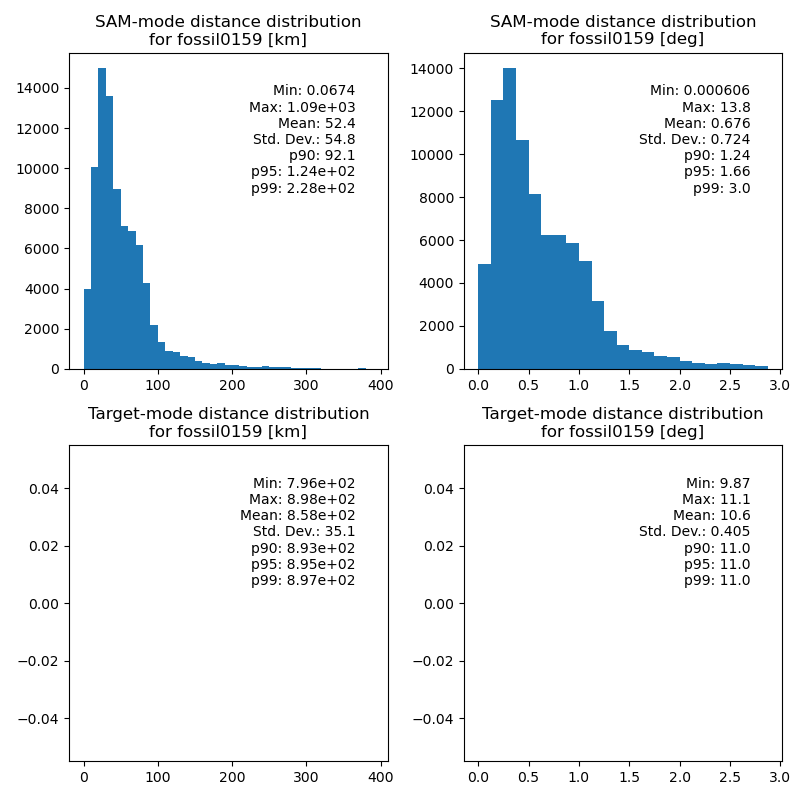 SAM-mode distance distribution
for fossil0159 [km]
Min: 0.0674
Max: 1.09e+03
Mean: 52.4
Std. Dev.: 54.8
p90: 92.1
p95: 1.24e+02
p99: 2.28e+02
14000
12000
10000
8000
6000
4000
2000
0
0 100 200 300 400
SAM-mode distance distribution
for fossil0159 [deg]
Min: 0.000606
Max: 13.8
Mean: 0.676
Std. Dev.: 0.724
p90: 1.24
p95: 1.66
p99: 3.0
14000
12000
10000
8000
6000
4000
2000
0
0.0 0.5 1.0 1.5 2.0 2.5 3.0
Target-mode distance distribution
for fossil0159 [km]
Min: 7.96e+02
Max: 8.98e+02
Mean: 8.58e+02
Std. Dev.: 35.1
p90: 8.93e+02
p95: 8.95e+02
p99: 8.97e+02
0.04
0.02
0.00
−0.02
−0.04
0 100 200 300 400
Target-mode distance distribution
for fossil0159 [deg]
Min: 9.87
Max: 11.1
Mean: 10.6
Std. Dev.: 0.405
p90: 11.0
p95: 11.0
p99: 11.0
0.04
0.02
0.00
−0.02
−0.04
0.0 0.5 1.0 1.5 2.0 2.5 3.0